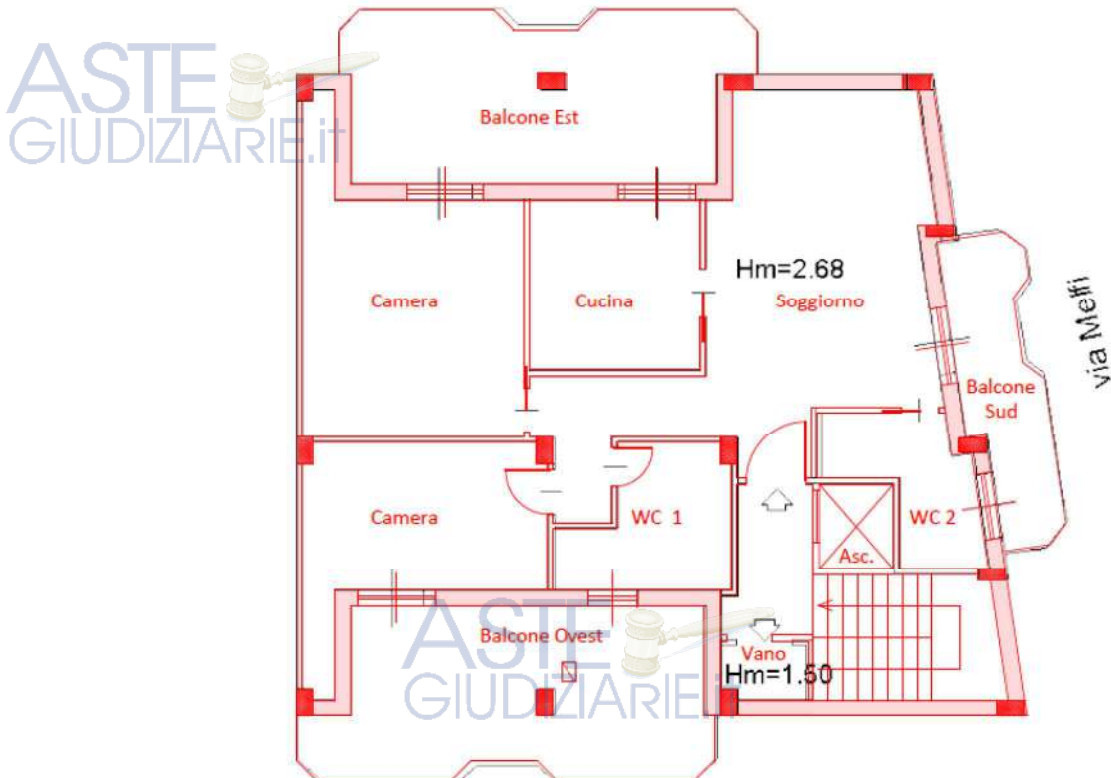 ASTE
GIUDIZIARIE.it
Balcone Est
Hm=2.68
Camera
Cucina
Soggiorno
via Melfi
Balcone
Sud
Camera
WC 1
WC 2
Asc.
ASTE
GIUDIZIARIE.it
Balcone Ovest
Vano
Hm=1.50